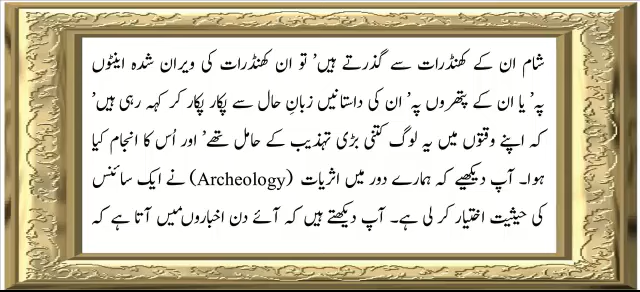 شام ان کے کھنڈرات سے گذرتے ہیں’ تو ان کھنڈرات کی ویران شدہ اینٹوں
پہ’ یا ان کے پتھروں پہ’ ان کی داستانیں زبانِ حال سے پکار پکار کر کہہ رہی ہیں’
کہ اپنے وقتوں میں یہ لوگ کتنی بڑی تہذیب کے حامل تھے’ اور اُس کا انجام کیا
ہوا۔ آپ دیکھیے کہ ہمارے دور میں اثریات (Archeology) نے ایک سائنس
کی حیثیت اختیار کر لی ہے۔ آپ دیکھتے ہیں کہ آئے دن اخباروں میں آتا ہے کہ